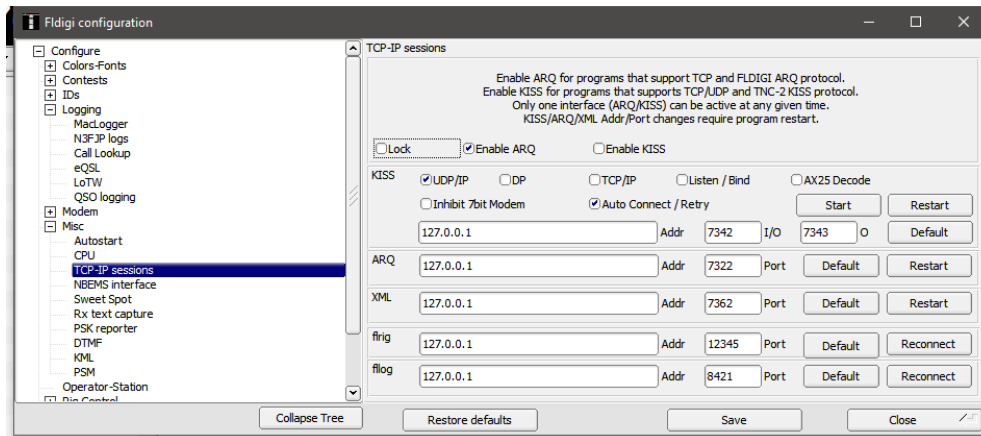 Fldigi configuration
Configure
Colors-Fonts
Contests
IDs
Logging
MacLogger
N3FJP logs
Call Lookup
eQSL
LoTW
QSO logging
Modem
Misc
Autostart
CPU
TCP-IP sessions
NBEMS interface
Sweet Spot
Rx text capture
PSK reporter
DTMF
KML
PSM
Operator-Station
Rig Control
Collapse Tree
TCP-IP sessions
Enable ARQ for programs that support TCP and FLDIGI ARQ protocol.
Enable KISS for programs that supports TCP/UDP and TNC-2 KISS protocol.
Only one interface (ARQ/KISS) can be active at any given time.
KISS/ARQ/XML Addr/Port changes require program restart.
Lock Enable ARQ Enable KISS
KISS UDP/IP DP TCP/IP Listen / Bind AX25 Decode
Inhibit 7bit Modem Auto Connect / Retry Start Restart
127.0.0.1 Addr 7342 I/O 7343 O Default
ARQ 127.0.0.1 Addr 7322 Port Default Restart
XML 127.0.0.1 Addr 7362 Port Default Restart
flrig 127.0.0.1 Addr 12345 Port Default Reconnect
fllog 127.0.0.1 Addr 8421 Port Default Reconnect
Restore defaults Save Close